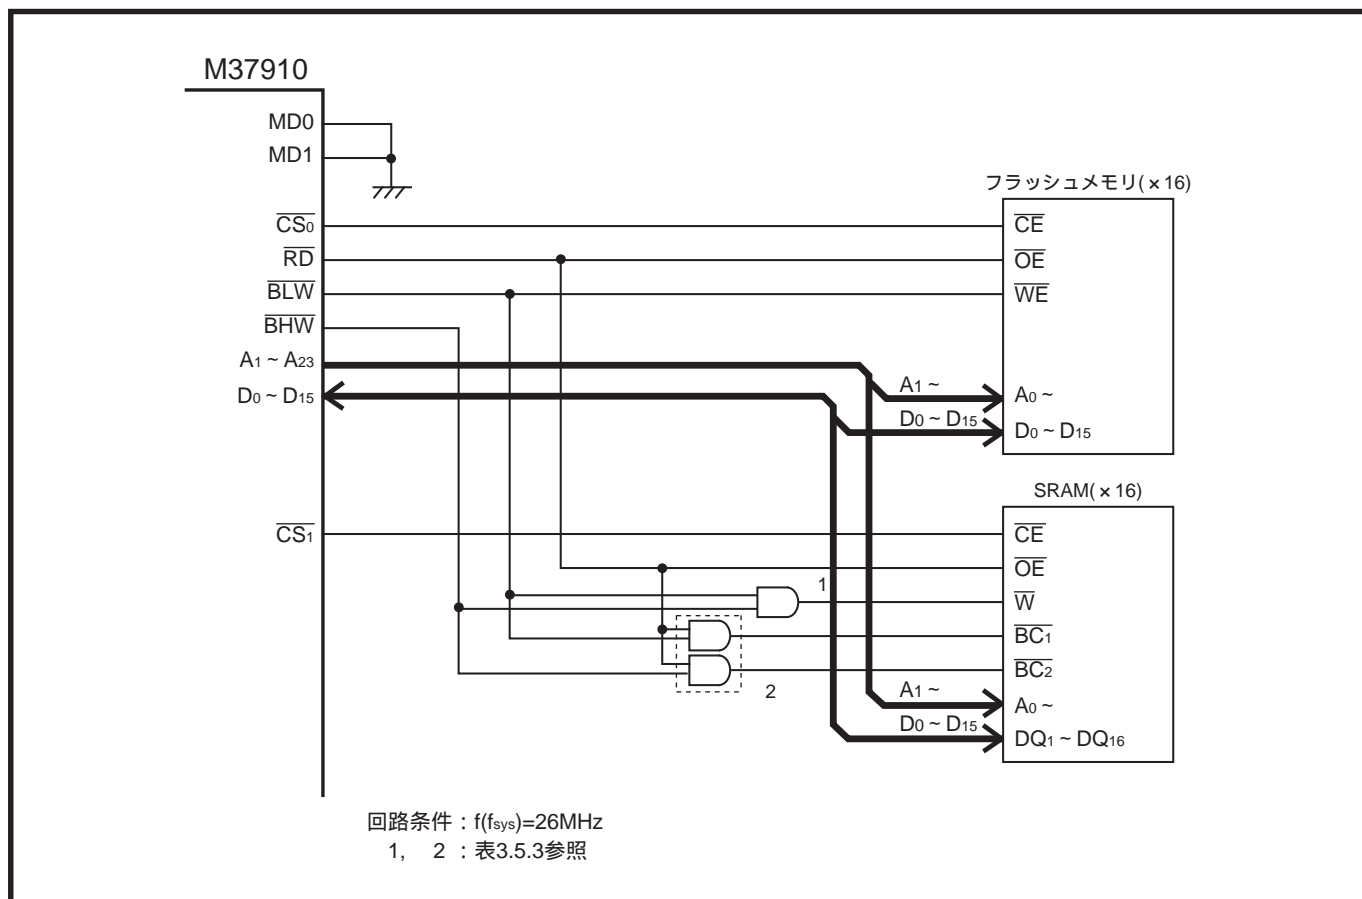 M37910
MD0
MD1
CS0
RD
BLW
BHW
A1 ~ A23
D0 ~ D15
CS1
フラッシュメモリ(×16)
CE
OE
WE
A1 ~
A0 ~
D0 ~ D15
D0 ~ D15
SRAM(×16)
CE
OE
1
W
BC1
BC2
2
A1 ~
A0 ~
D0 ~ D15
DQ1 ~ DQ16
回路条件 : f(fsys)=26MHz
1, 2 : 表3.5.3参照